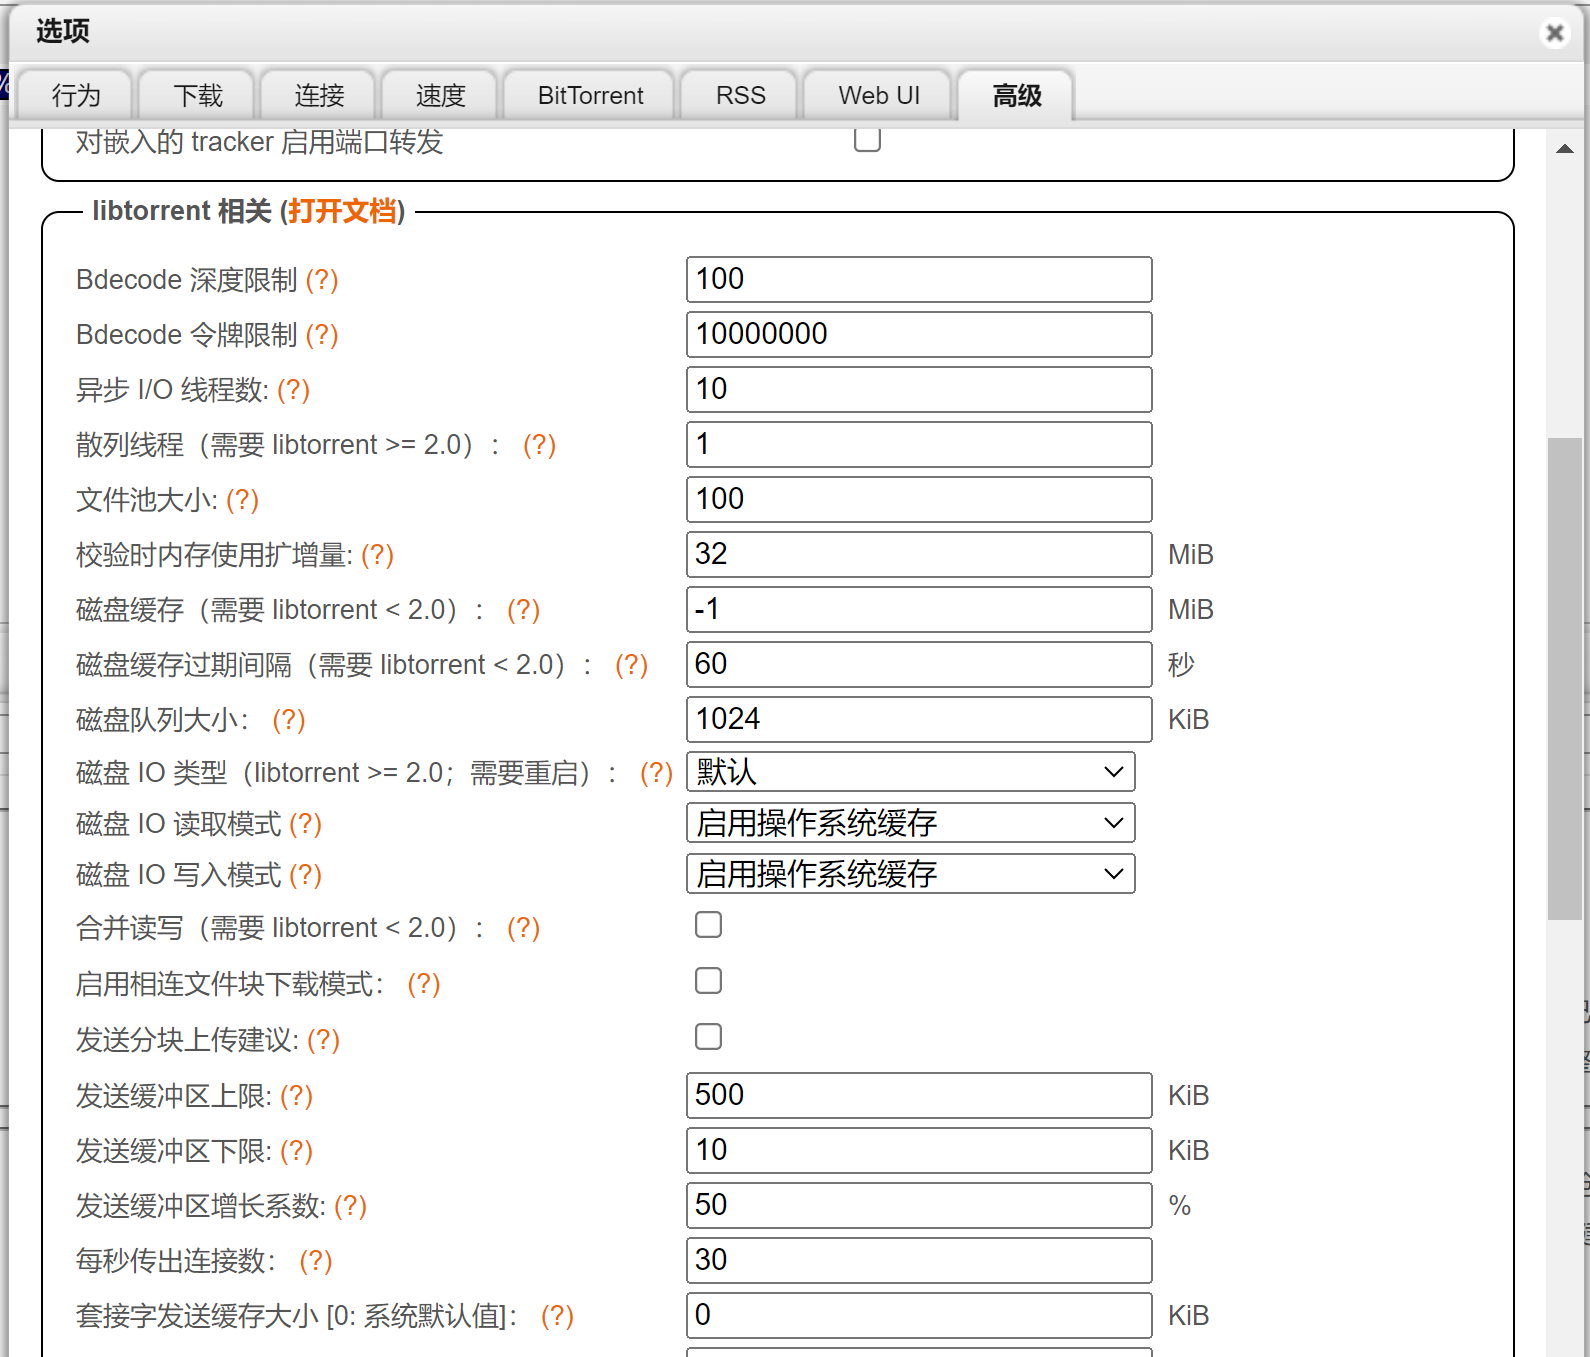 选项
行为 下载 连接 速度 BitTorrent RSS Web UI 高级
对嵌入的 tracker 启用端口转发
libtorrent 相关 (打开文档)
Bdecode 深度限制 (?) 100
Bdecode 令牌限制 (?) 10000000
异步 I/O 线程数: (?) 10
散列线程（需要 libtorrent >= 2.0）： (?) 1
文件池大小: (?) 100
校验时内存使用扩增量: (?) 32 MiB
磁盘缓存（需要 libtorrent < 2.0）： (?) -1 MiB
磁盘缓存过期间隔（需要 libtorrent < 2.0）： (?) 60 秒
磁盘队列大小： (?) 1024 KiB
磁盘 IO 类型（libtorrent >= 2.0；需要重启）： (?) 默认
磁盘 IO 读取模式 (?) 启用操作系统缓存
磁盘 IO 写入模式 (?) 启用操作系统缓存
合并读写（需要 libtorrent < 2.0）： (?)
启用相连文件块下载模式： (?)
发送分块上传建议: (?)
发送缓冲区上限: (?) 500 KiB
发送缓冲区下限: (?) 10 KiB
发送缓冲区增长系数: (?) 50 %
每秒传出连接数： (?) 30
套接字发送缓存大小 [0: 系统默认值]： (?) 0 KiB